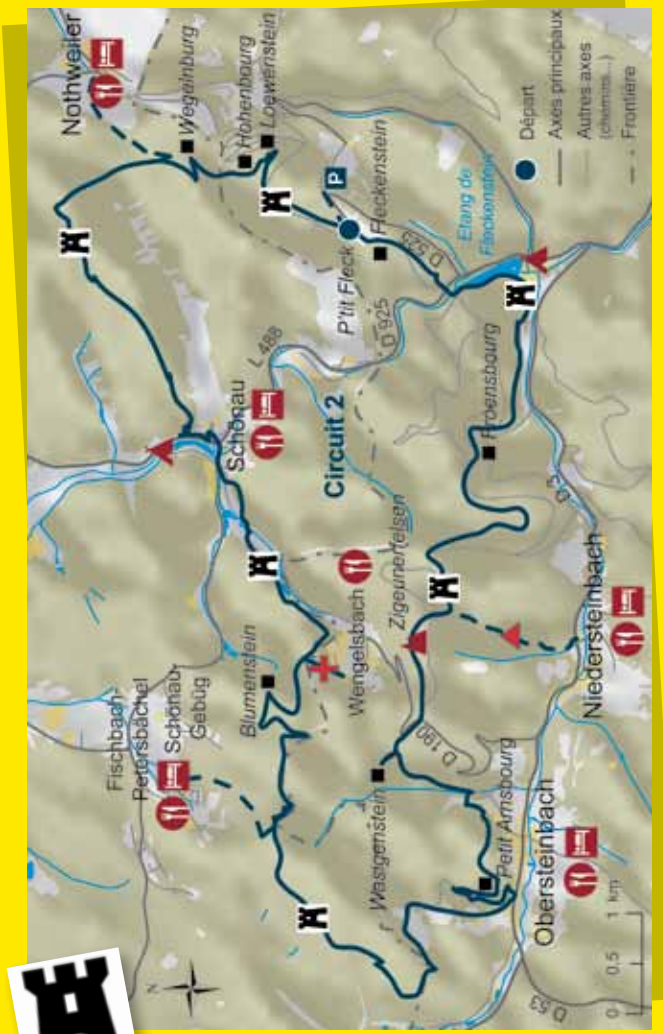 Nothweiler
Wegelnburg
Hohenbourg
Loewenstein
P
P'tit Fleck
Fleckenstein
D 525
Etang de
Fleckenstein
D 925
L 488
Schönau
Circuit 2
Froensbourg
D 3
Zigeunerfelsen
Wengelsbach
Blumenstein
Fischbach-
Petersbächel
Schönau-
Gebüg
Niedersteinbach
D 190
Wasigenstein
Petit Arnsbourg
Obersteinbach
D 53
N
0 0.5 1 km
Départ
Axes principaux
Autres axes
(chemins...)
Frontière